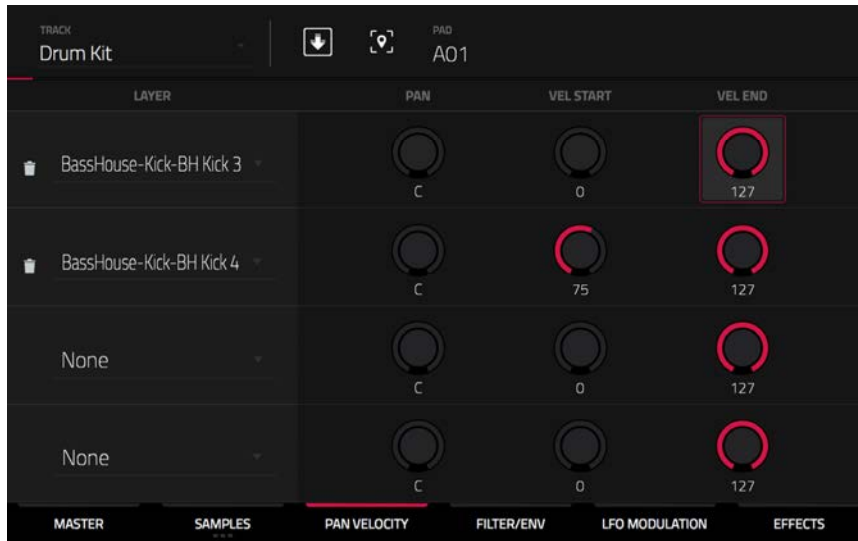 TRACK
Drum Kit
PAD
A01
LAYER PAN VEL START VEL END
BassHouse-Kick-BH Kick 3
C 0 127
BassHouse-Kick-BH Kick 4
C 75 127
None
C 0 127
None
C 0 127
MASTER SAMPLES PAN VELOCITY FILTER/ENV LFO MODULATION EFFECTS